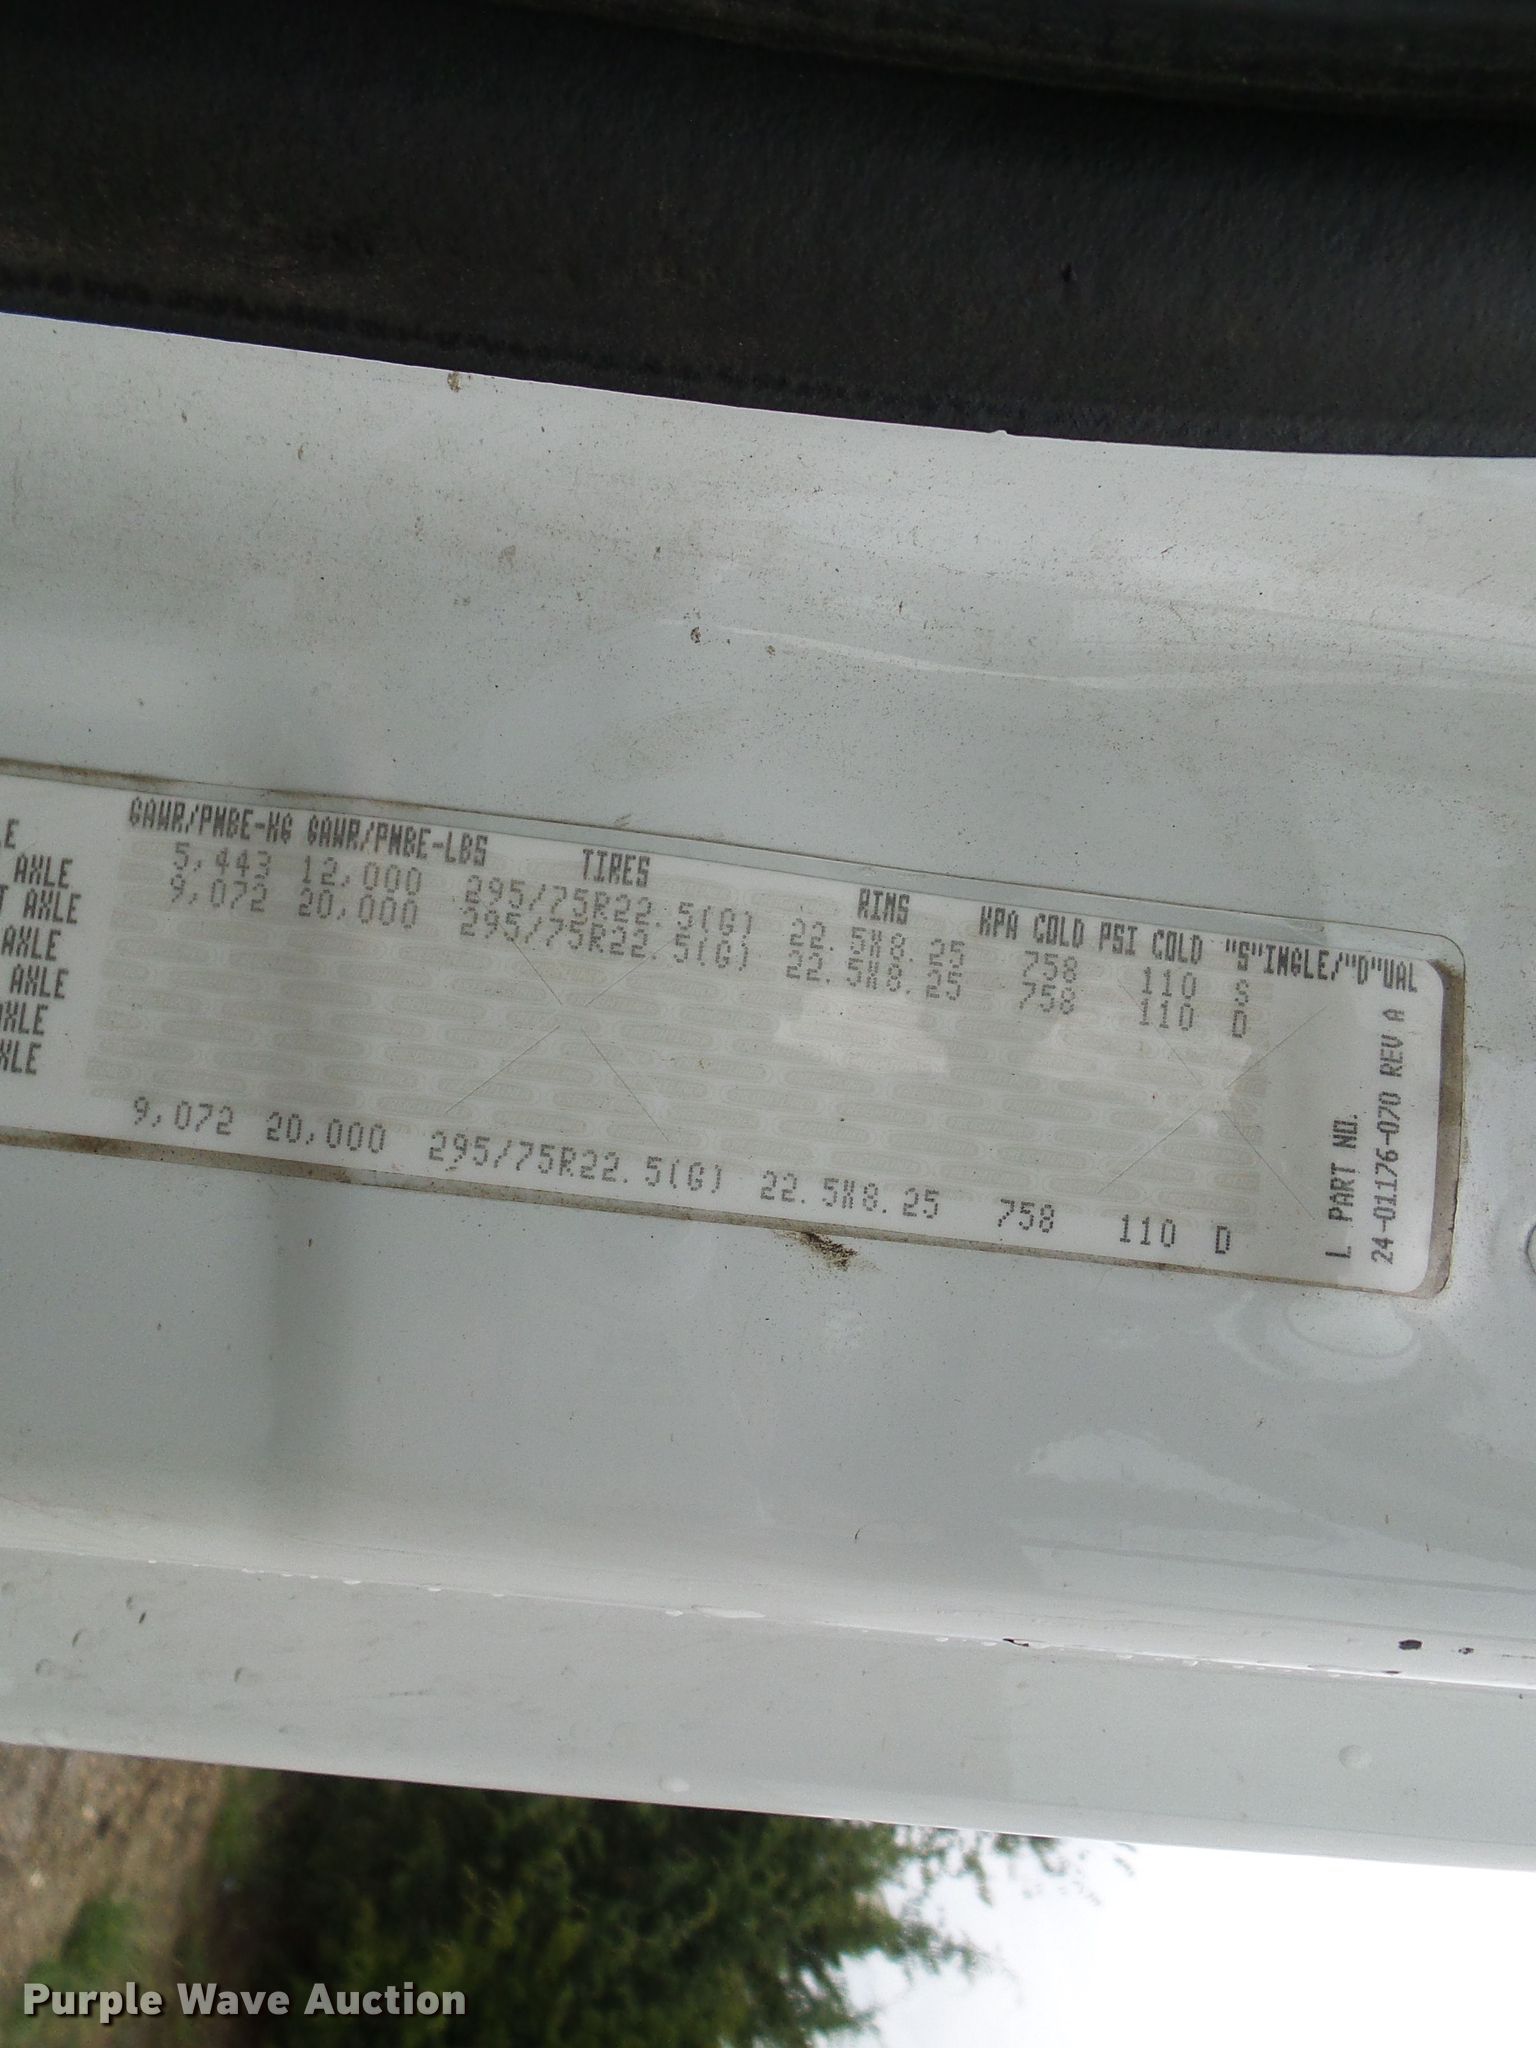 GAWR/PNBE-KG GAWR/PNBE-LBS TIRES RIMS KPA COLD PSI COLD "S"INGLE/"D"UAL
5,443 12,000 295/75R22.5(G) 22.5X8.25 758 110 S
AXLE 9,072 20,000 295/75R22.5(G) 22.5X8.25 758 110 D
AXLE
AXLE
AXLE
9,072 20,000 295/75R22.5(G) 22.5X8.25 758 110 D
L PART NO.
24-01176-070 REV A
Purple Wave Auction